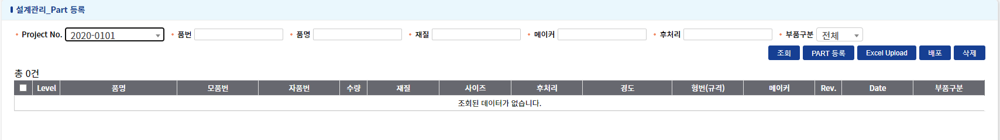 설계관리_Part 등록
Project No. 2020-0101 품번 품명 재질 메이커 후처리 부품구분 전체
조회 PART 등록 Excel Upload 배포 삭제
총 0건
Level 품명 모품번 자품번 수량 재질 사이즈 후처리 경도 형번(규격) 메이커 Rev. Date 부품구분
조회된 데이터가 없습니다.